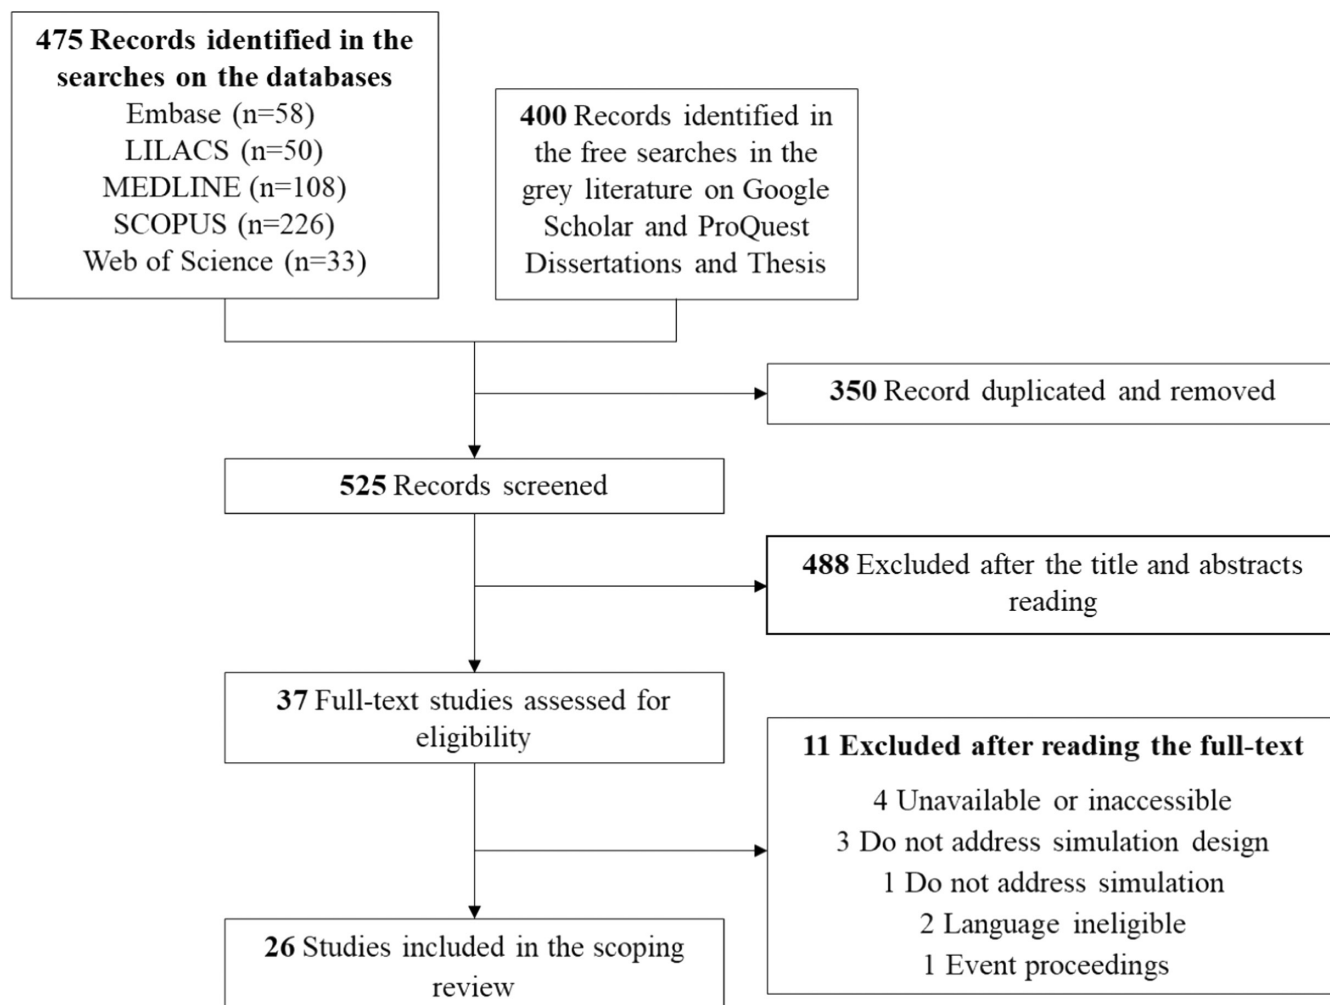 475 Records identified in the
searches on the databases
Embase (n=58)
LILACS (n=50)
MEDLINE (n=108)
SCOPUS (n=226)
Web of Science (n=33)
400 Records identified in
the free searches in the
grey literature on Google
Scholar and ProQuest
Dissertations and Thesis
350 Record duplicated and removed
525 Records screened
488 Excluded after the title and abstracts
reading
37 Full-text studies assessed for
eligibility
11 Excluded after reading the full-text
4 Unavailable or inaccessible
3 Do not address simulation design
1 Do not address simulation
2 Language ineligible
1 Event proceedings
26 Studies included in the scoping
review